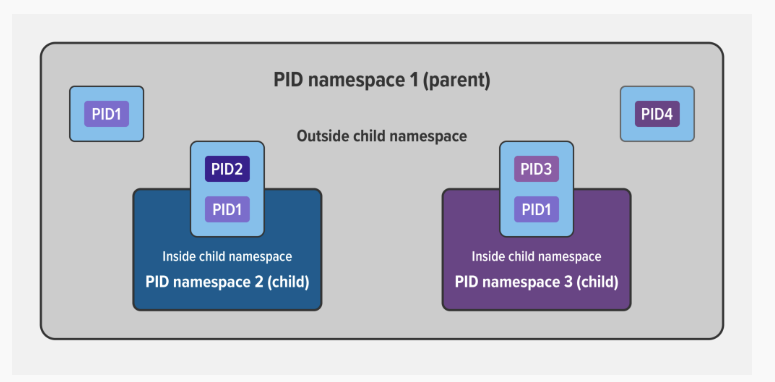 PID namespace 1 (parent)
PID1
PID4
Outside child namespace
PID2
PID1
Inside child namespace
PID namespace 2 (child)
PID3
PID1
Inside child namespace
PID namespace 3 (child)